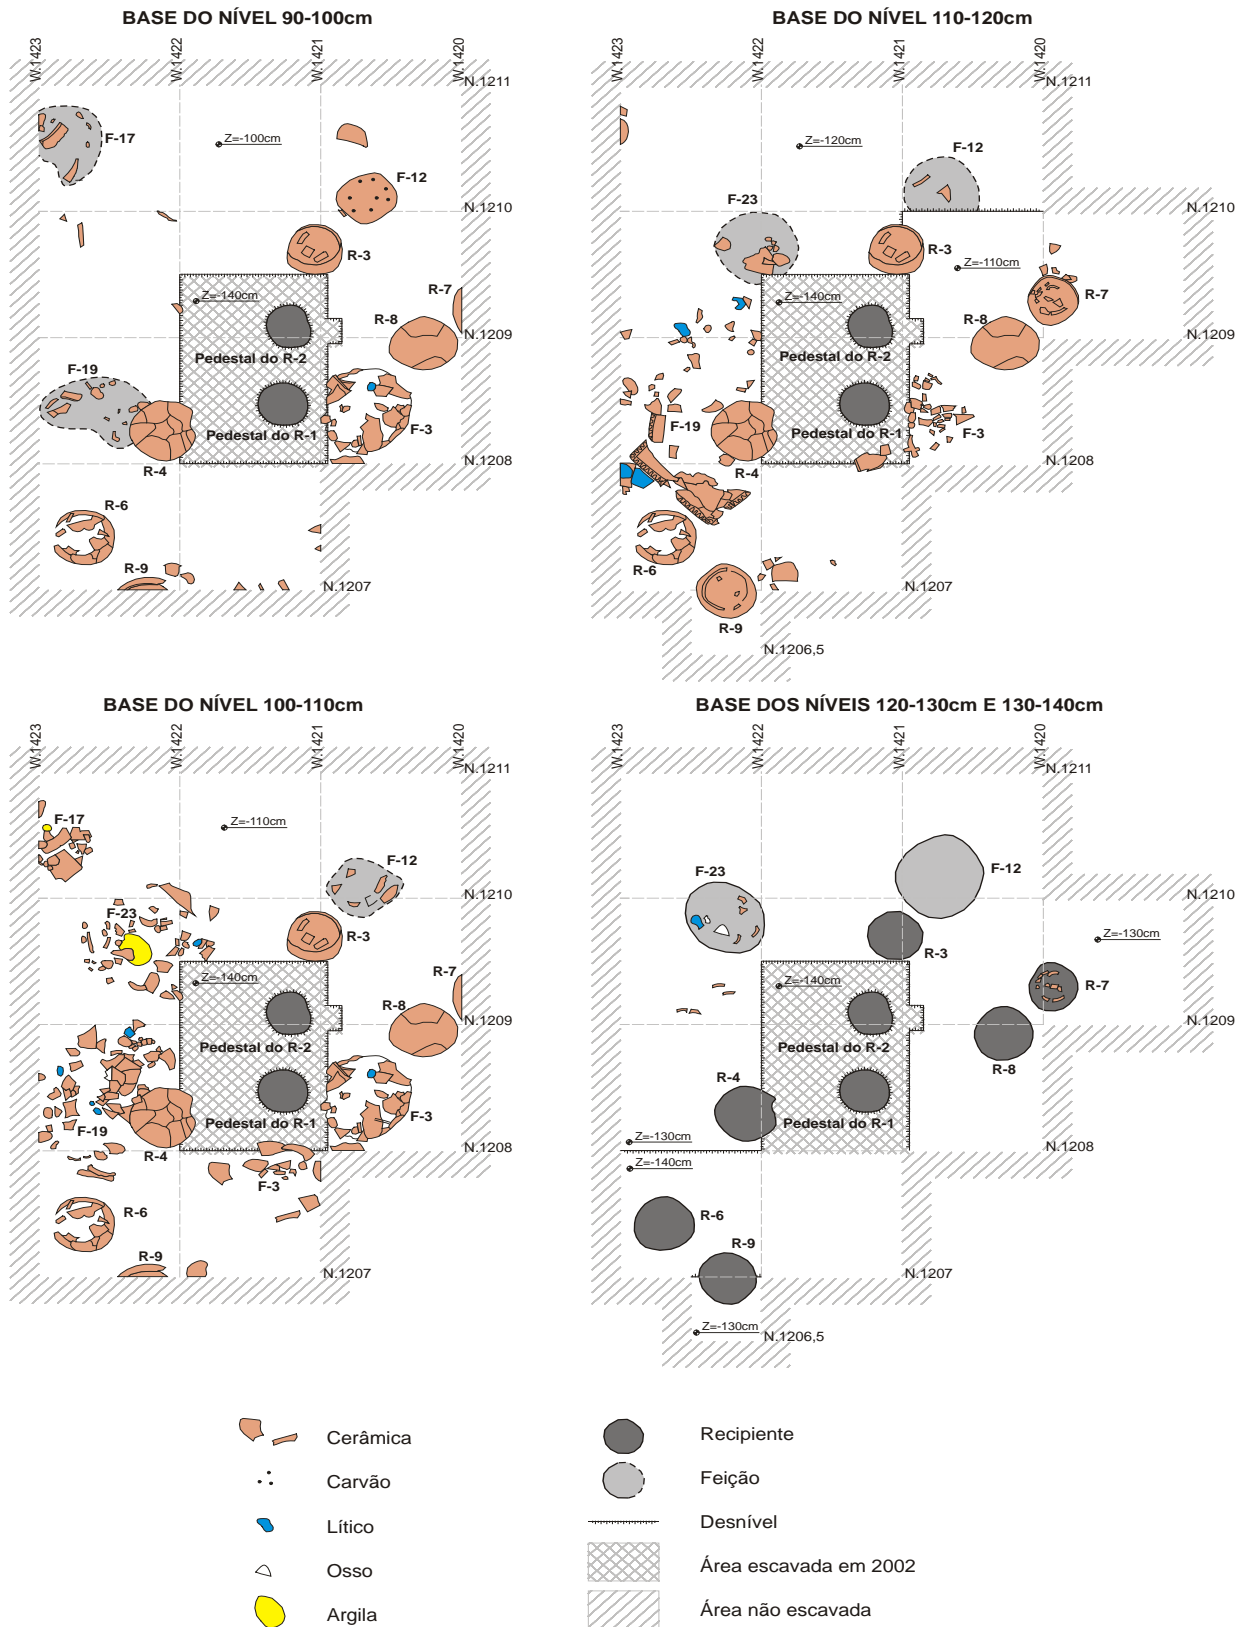 BASE DO NÍVEL 90-100cm
W.1423
W.1422
W.1421
W.1420
N.1211
F-17
Z=-100cm
F-12
N.1210
R-3
R-7
Z=-140cm
R-8
N.1209
Pedestal do R-2
F-19
Pedestal do R-1
F-3
R-4
N.1208
R-6
R-9
N.1207
BASE DO NÍVEL 110-120cm
W.1423
W.1422
W.1421
W.1420
N.1211
Z=-120cm
F-12
F-23
N.1210
R-3
Z=-110cm
R-7
Z=-140cm
R-8
N.1209
Pedestal do R-2
F-19
Pedestal do R-1
F-3
R-4
N.1208
R-6
N.1207
R-9
N.1206,5
BASE DO NÍVEL 100-110cm
W.1423
W.1422
W.1421
W.1420
N.1211
F-17
Z=-110cm
F-12
N.1210
F-23
R-3
R-7
Z=-140cm
R-8
N.1209
Pedestal do R-2
F-19
Pedestal do R-1
F-3
R-4
N.1208
F-3
R-6
R-9
N.1207
BASE DOS NÍVEIS 120-130cm E 130-140cm
W.1423
W.1422
W.1421
W.1420
N.1211
F-23
F-12
N.1210
R-3
Z=-130cm
R-7
Z=-140cm
N.1209
Pedestal do R-2
R-8
R-4
Pedestal do R-1
Z=-130cm
N.1208
Z=-140cm
R-6
R-9
N.1207
Z=-130cm
N.1206,5
Cerâmica
Carvão
Lítico
Osso
Argila
Recipiente
Feição
Desnível
Área escavada em 2002
Área não escavada